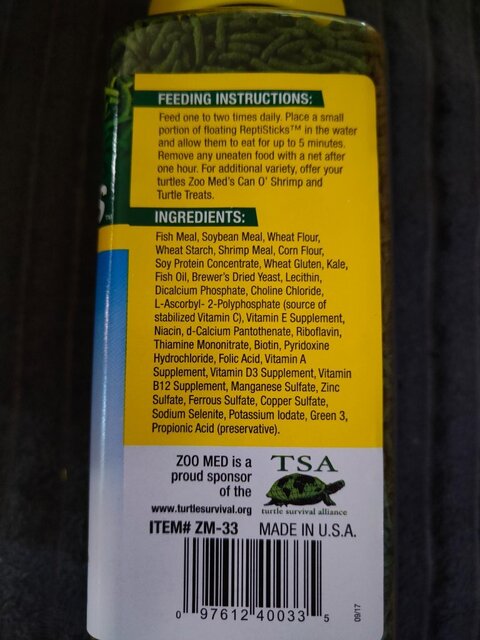 FEEDING INSTRUCTIONS:
Feed one to two times daily. Place a small
portion of floating ReptiSticks™ in the water
and allow them to eat for up to 5 minutes.
Remove any uneaten food with a net after
one hour. For additional variety, offer your
turtles Zoo Med's Can O' Shrimp and
Turtle Treats.
INGREDIENTS:
Fish Meal, Soybean Meal, Wheat Flour,
Wheat Starch, Shrimp Meal, Corn Flour,
Soy Protein Concentrate, Wheat Gluten, Kale,
Fish Oil, Brewer's Dried Yeast, Lecithin,
Dicalcium Phosphate, Choline Chloride,
L-Ascorbyl- 2-Polyphosphate (source of
stabilized Vitamin C), Vitamin E Supplement,
Niacin, d-Calcium Pantothenate, Riboflavin,
Thiamine Mononitrate, Biotin, Pyridoxine
Hydrochloride, Folic Acid, Vitamin A
Supplement, Vitamin D3 Supplement, Vitamin
B12 Supplement, Manganese Sulfate, Zinc
Sulfate, Ferrous Sulfate, Copper Sulfate,
Sodium Selenite, Potassium Iodate, Green 3,
Propionic Acid (preservative).
ZOO MED is a
proud sponsor
of the
www.turtlesurvival.org
TSA
turtle survival alliance
ITEM# ZM-33 MADE IN U.S.A.
0 97612 40033 5
09/17